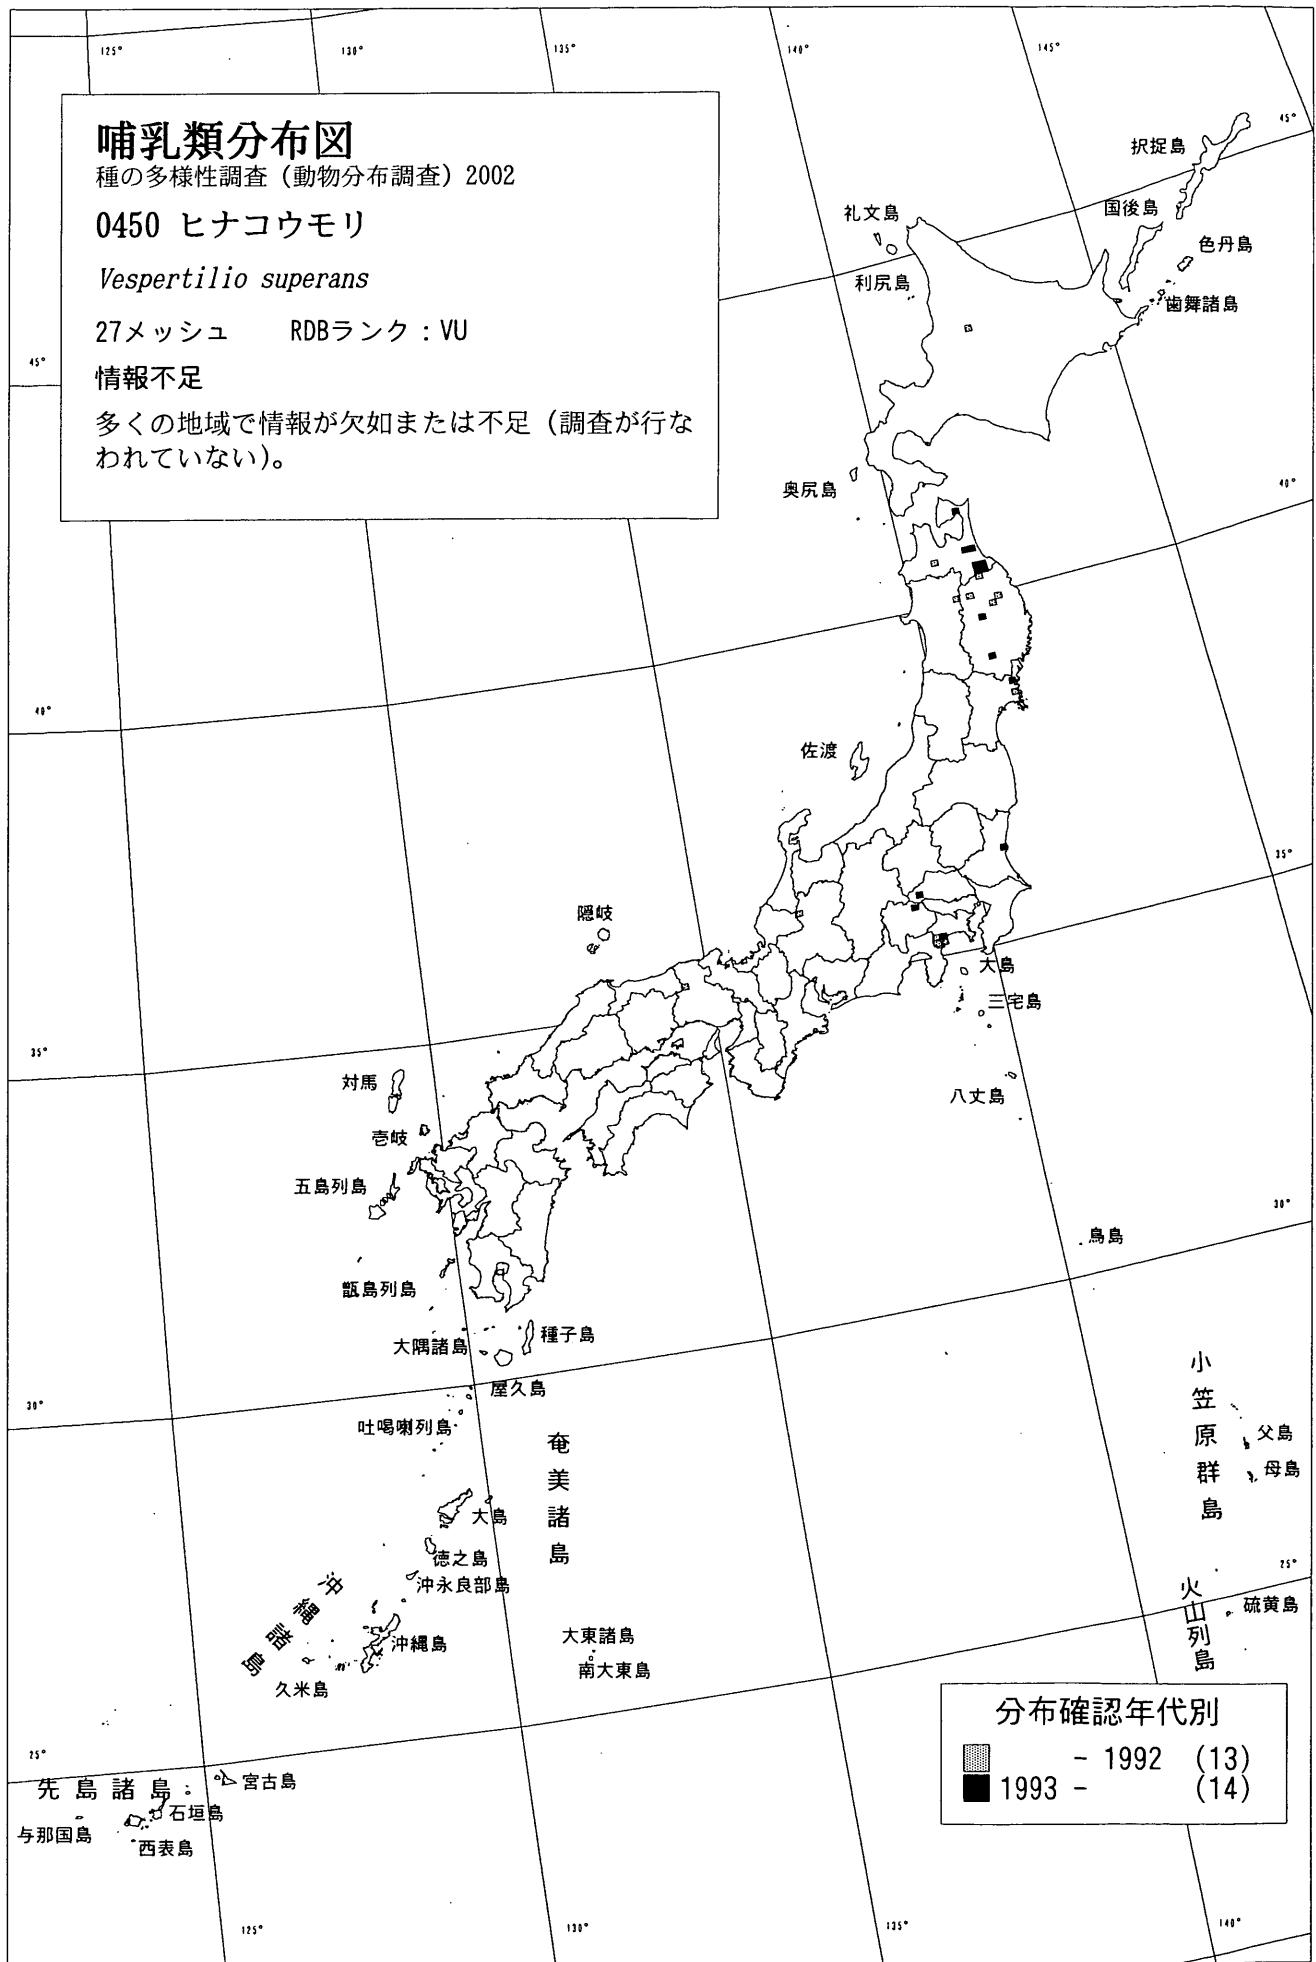 125°
130°
135°
140°
145°
哺乳類分布図
種の多様性調査（動物分布調査）2002
0450 ヒナコウモリ
Vespertilio superans
27メッシュ RDBランク：VU
情報不足
多くの地域で情報が欠如または不足（調査が行な
われていない）。
45°
択捉島
国後島
色丹島
歯舞諸島
礼文島
利尻島
45°
奥尻島
40°
40°
佐渡
35°
隠岐
大島
三宅島
八丈島
35°
対馬
壱岐
五島列島
甑島列島
30°
鳥島
大隅諸島
種子島
屋久島
30°
吐喝喇列島
奄美諸島
小笠原群島
父島
母島
大島
徳之島
沖永良部島
沖縄諸島
沖縄島
久米島
25°
火山列島
硫黄島
大東諸島
南大東島
分布確認年代別
- 1992 (13)
1993 - (14)
25°
先島諸島
宮古島
石垣島
与那国島
西表島
125°
130°
135°
140°